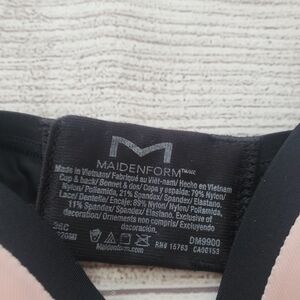 MAIDENFORM
Made in Vietnam/ Fabriqué au Viêt-nam/ Hecho en Vietnam
Cup & back/ Bonnet & dos/ Copa y espalda: 79% Nylon/
Nylon/ Poliamida, 21% Spandex/ Spandex/ Elastano.
Lace/ Dentelle/ Encaje: 89% Nylon/ Nylon/ Poliamida,
11% Spandex/ Spandex/ Elastano. Exclusive of
decoration/ Ornements non compris/ Excluyendo
decoración.
36C
DM9900
RN# 15763 CA00153
Maidenform.com